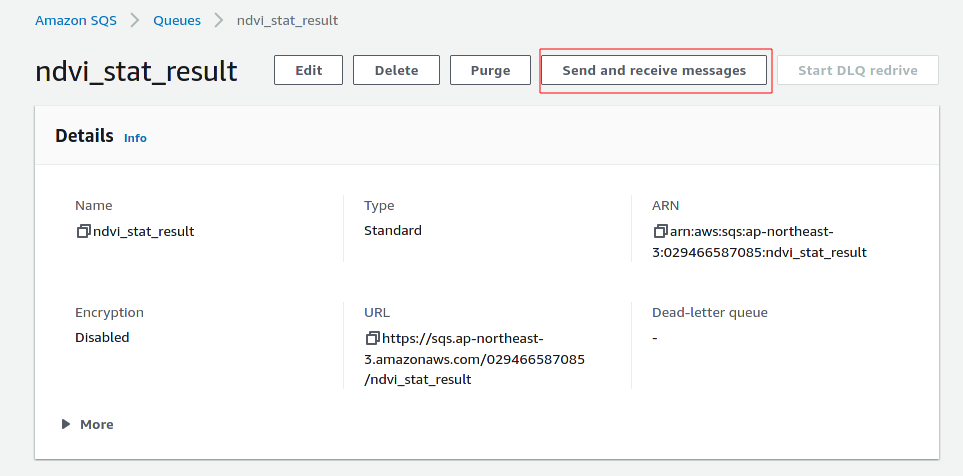 Amazon SQS > Queues > ndvi_stat_result
ndvi_stat_result Edit Delete Purge Send and receive messages Start DLQ redrive
Details Info
Name
ndvi_stat_result
Type
Standard
ARN
arn:aws:sqs:ap-northeast-
3:029466587085:ndvi_stat_result
Encryption
Disabled
URL
https://sqs.ap-northeast-
3.amazonaws.com/029466587085
/ndvi_stat_result
Dead-letter queue
-
More